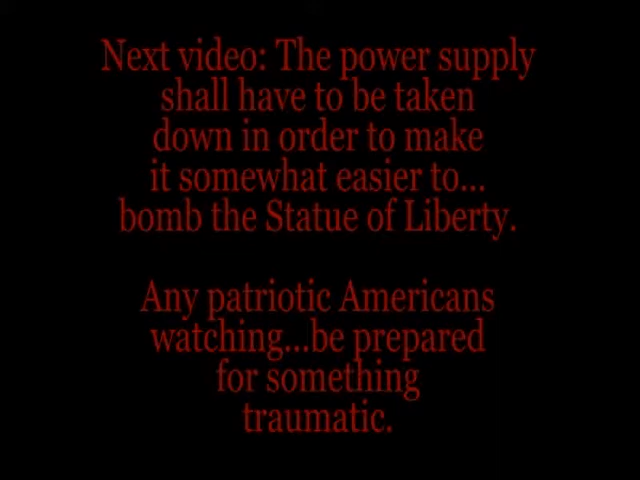 Next video: The power supply
shall have to be taken
down in order to make
it somewhat easier to...
bomb the Statue of Liberty.
Any patriotic Americans
watching...be prepared
for something
traumatic.